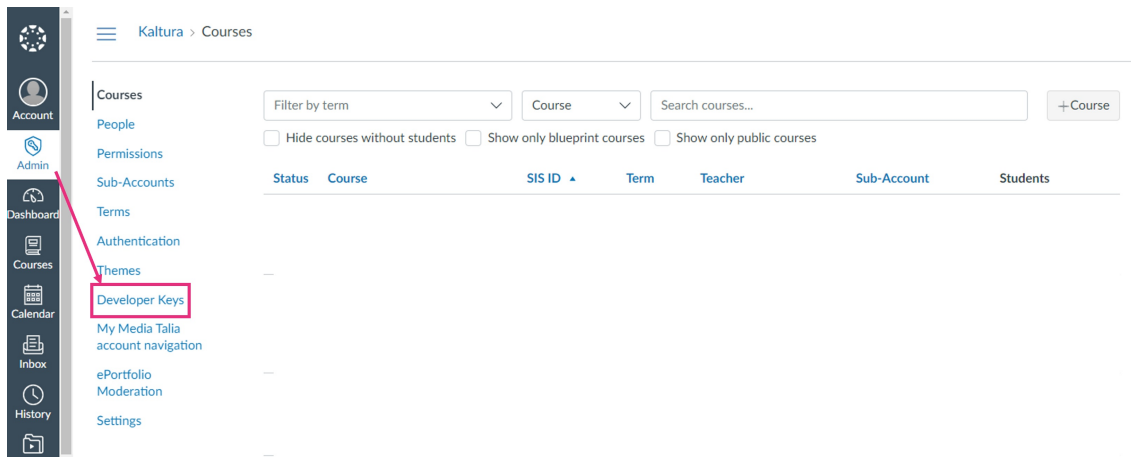 Kaltura > Courses
Account
Admin
Dashboard
Courses
Calendar
Inbox
History
Courses
People
Permissions
Sub-Accounts
Terms
Authentication
Themes
Developer Keys
My Media Talia
account navigation
ePortfolio
Moderation
Settings
Filter by term Course Search courses... +Course
Hide courses without students Show only blueprint courses Show only public courses
Status Course SIS ID ▲ Term Teacher Sub-Account Students